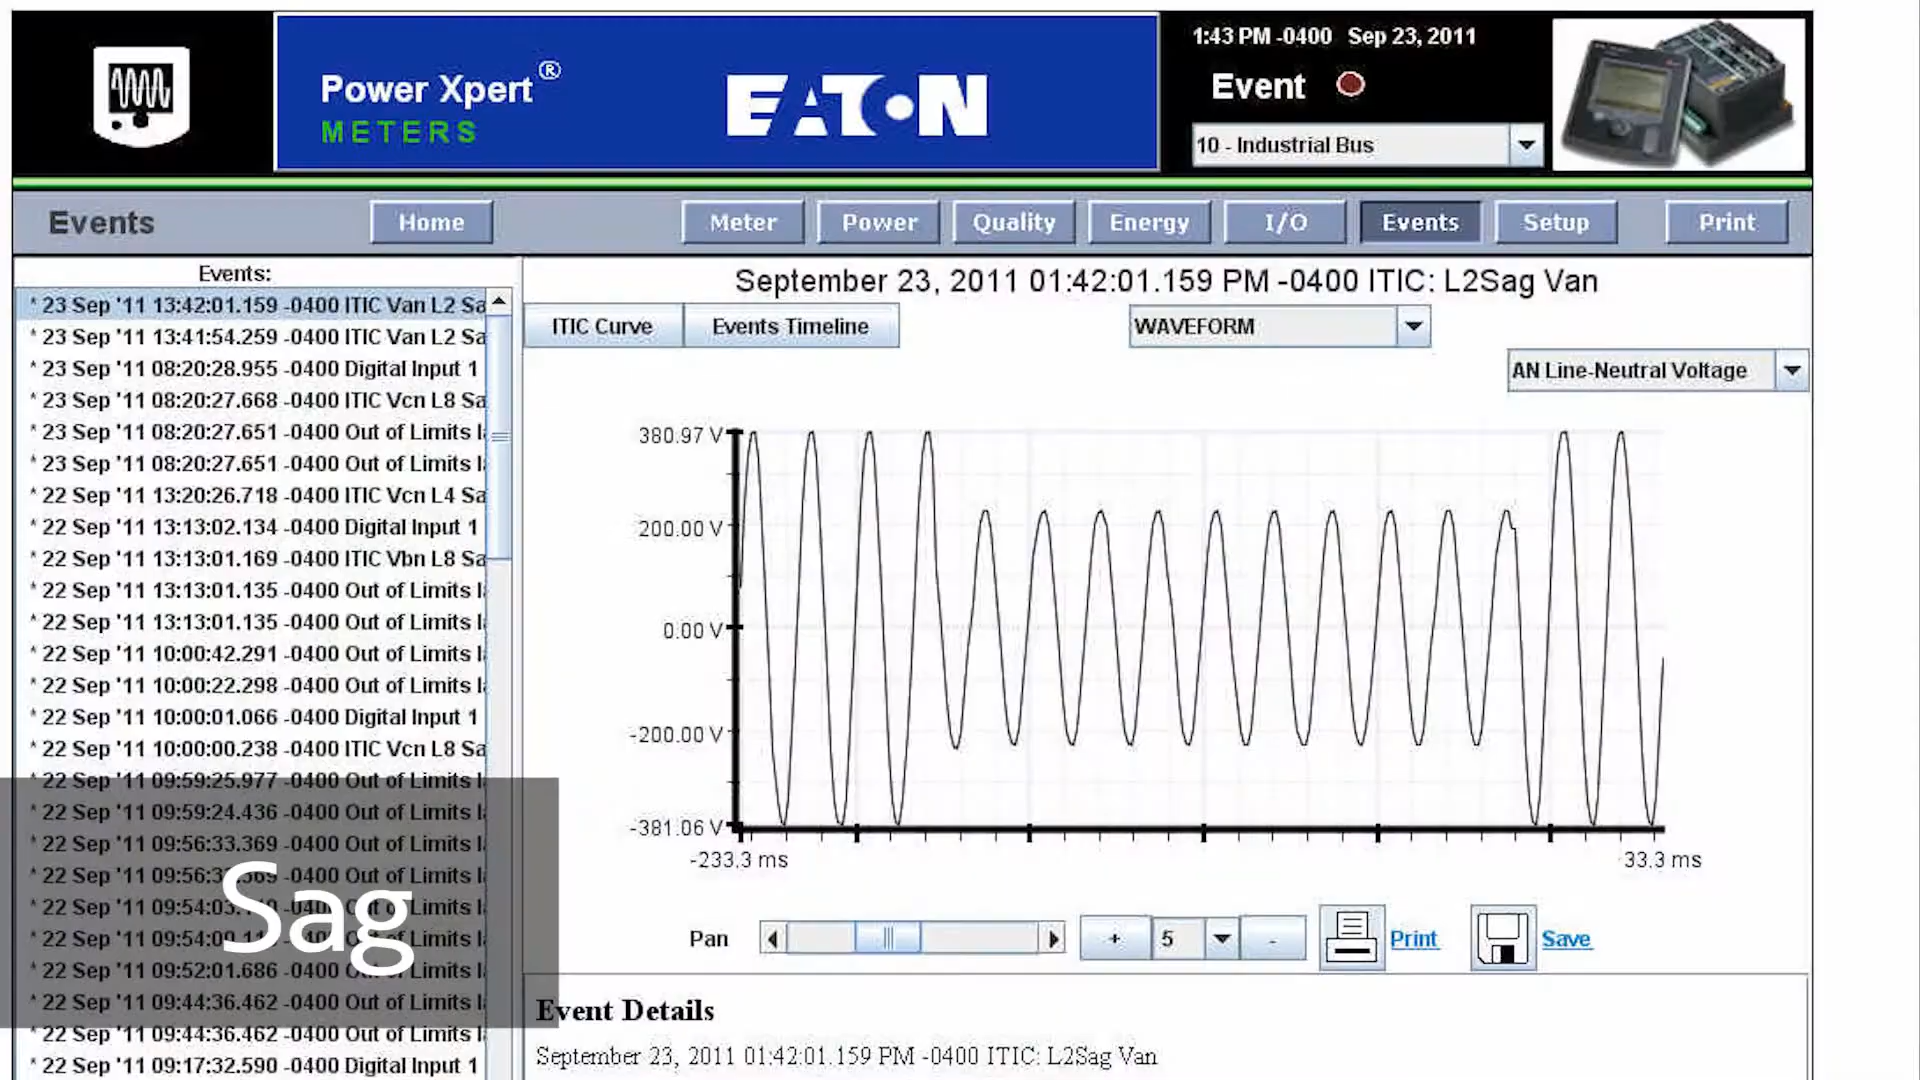 Power Xpert®
METERS
EATON
1:43 PM -0400 Sep 23, 2011
Event
10 - Industrial Bus
Events
Home
Meter
Power
Quality
Energy
I/O
Events
Setup
Print
Events:
* 23 Sep '11 13:42:01.159 -0400 ITIC Van L2 Sa
* 23 Sep '11 13:41:54.259 -0400 ITIC Van L2 Sa
* 23 Sep '11 08:20:28.955 -0400 Digital Input 1
* 23 Sep '11 08:20:27.668 -0400 ITIC Vcn L8 Sa
* 23 Sep '11 08:20:27.651 -0400 Out of Limits I
* 23 Sep '11 08:20:27.651 -0400 Out of Limits I
* 22 Sep '11 13:20:26.718 -0400 ITIC Vcn L4 Sa
* 22 Sep '11 13:13:02.134 -0400 Digital Input 1
* 22 Sep '11 13:13:01.169 -0400 ITIC Vbn L8 Sa
* 22 Sep '11 13:13:01.135 -0400 Out of Limits I
* 22 Sep '11 13:13:01.135 -0400 Out of Limits I
* 22 Sep '11 10:00:42.291 -0400 Out of Limits I
* 22 Sep '11 10:00:22.298 -0400 Out of Limits I
* 22 Sep '11 10:00:01.066 -0400 Digital Input 1
* 22 Sep '11 10:00:00.238 -0400 ITIC Vcn L8 Sa
* 22 Sep '11 09:59:25.977 -0400 Out of Limits I
* 22 Sep '11 09:59:24.436 -0400 Out of Limits I
* 22 Sep '11 09:56:33.369 -0400 Out of Limits I
* 22 Sep '11 Out of Limits I
* 22 Sep '11 Limits I
* 22 Sep '11 Limits I
* 22 Sep '11 09:52:01.686 -0400 Out of Limits I
* 22 Sep '11 09:44:36.462 -0400 Out of Limits I
* 22 Sep '11 09:44:36.462 -0400 Out of Limits I
* 22 Sep '11 09:17:32.590 -0400 Digital Input 1
Sag
September 23, 2011 01:42:01.159 PM -0400 ITIC: L2Sag Van
ITIC Curve
Events Timeline
WAVEFORM
AN Line-Neutral Voltage
380.97 V
200.00 V
0.00 V
-200.00 V
-381.06 V
-233.3 ms
33.3 ms
Pan
+
5
-
Print
Save
Event Details
September 23, 2011 01:42:01.159 PM -0400 ITIC: L2Sag Van